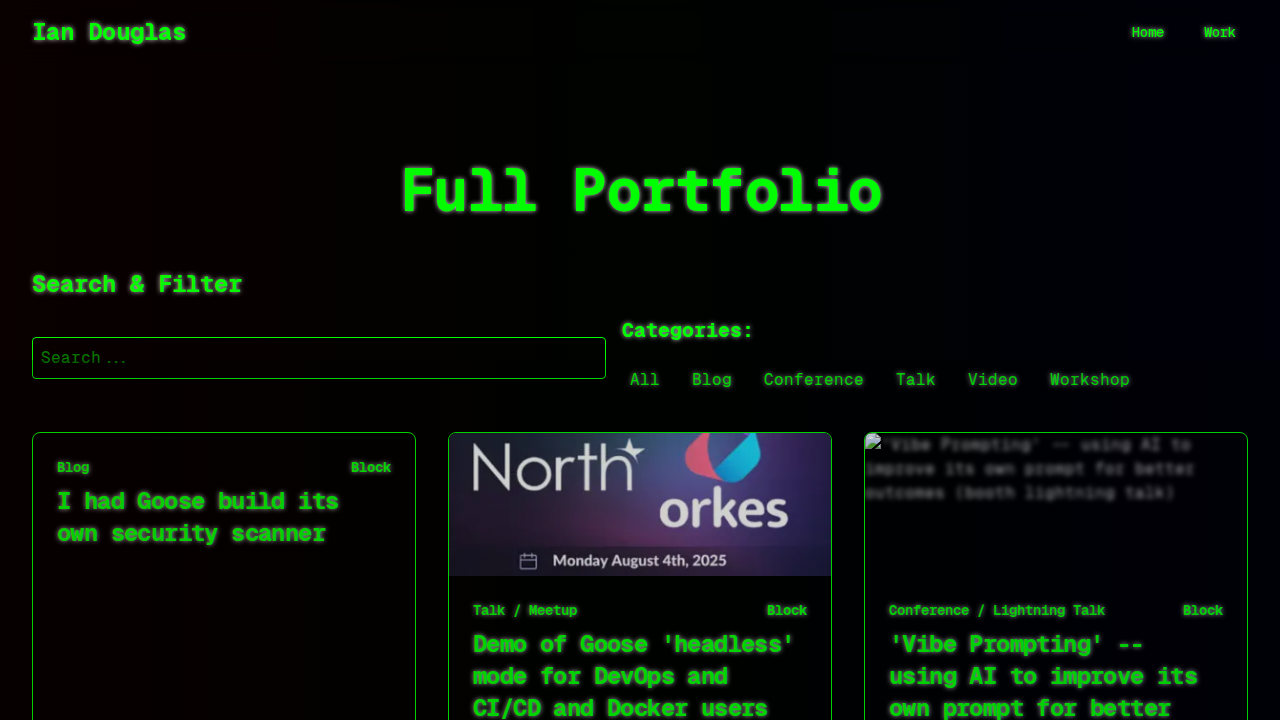 Ian Douglas
Home
Work
Full Portfolio
Search & Filter
Search...
Categories:
All
Blog
Conference
Talk
Video
Workshop
Blog
Block
I had Goose build its
own security scanner
North
orkes
Monday August 4th, 2025
Talk / Meetup
Block
Demo of Goose 'headless'
mode for DevOps and
CI/CD and Docker users
'Vibe Prompting' -- using AI to
improve its own prompt for better
outcomes (booth lightning talk)
Conference / Lightning Talk
Block
'Vibe Prompting' --
using AI to improve its
own prompt for better